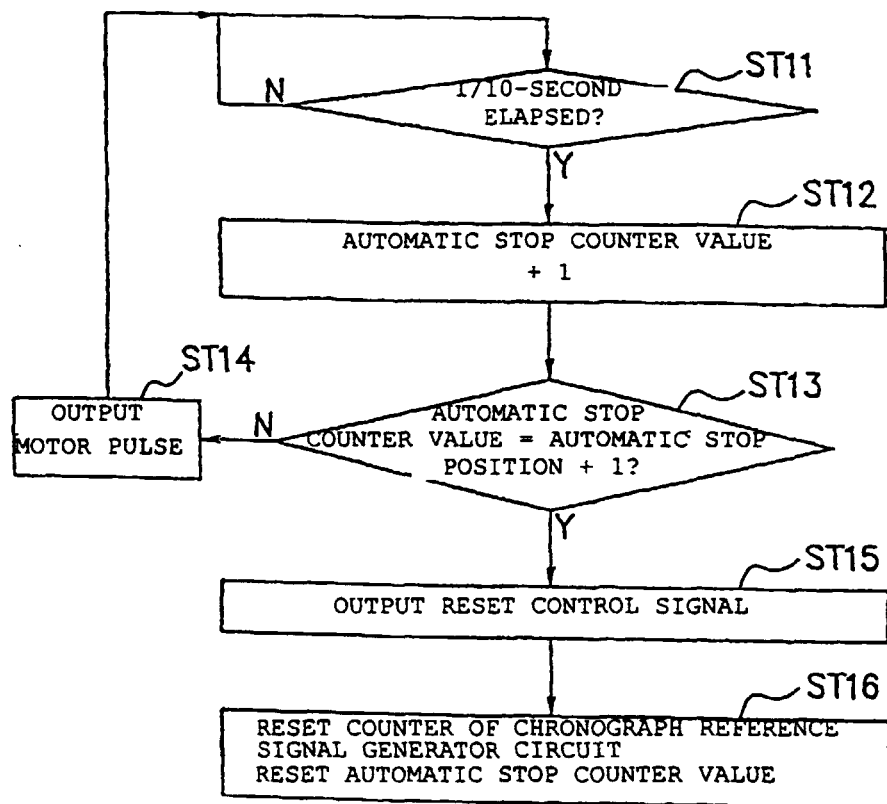 ST11
1/10-SECOND
ELAPSED?
N
Y
ST12
AUTOMATIC STOP COUNTER VALUE
+ 1
ST14
OUTPUT
MOTOR PULSE
N
ST13
AUTOMATIC STOP
COUNTER VALUE = AUTOMATIC STOP
POSITION + 1?
Y
ST15
OUTPUT RESET CONTROL SIGNAL
ST16
RESET COUNTER OF CHRONOGRAPH REFERENCE
SIGNAL GENERATOR CIRCUIT
RESET AUTOMATIC STOP COUNTER VALUE